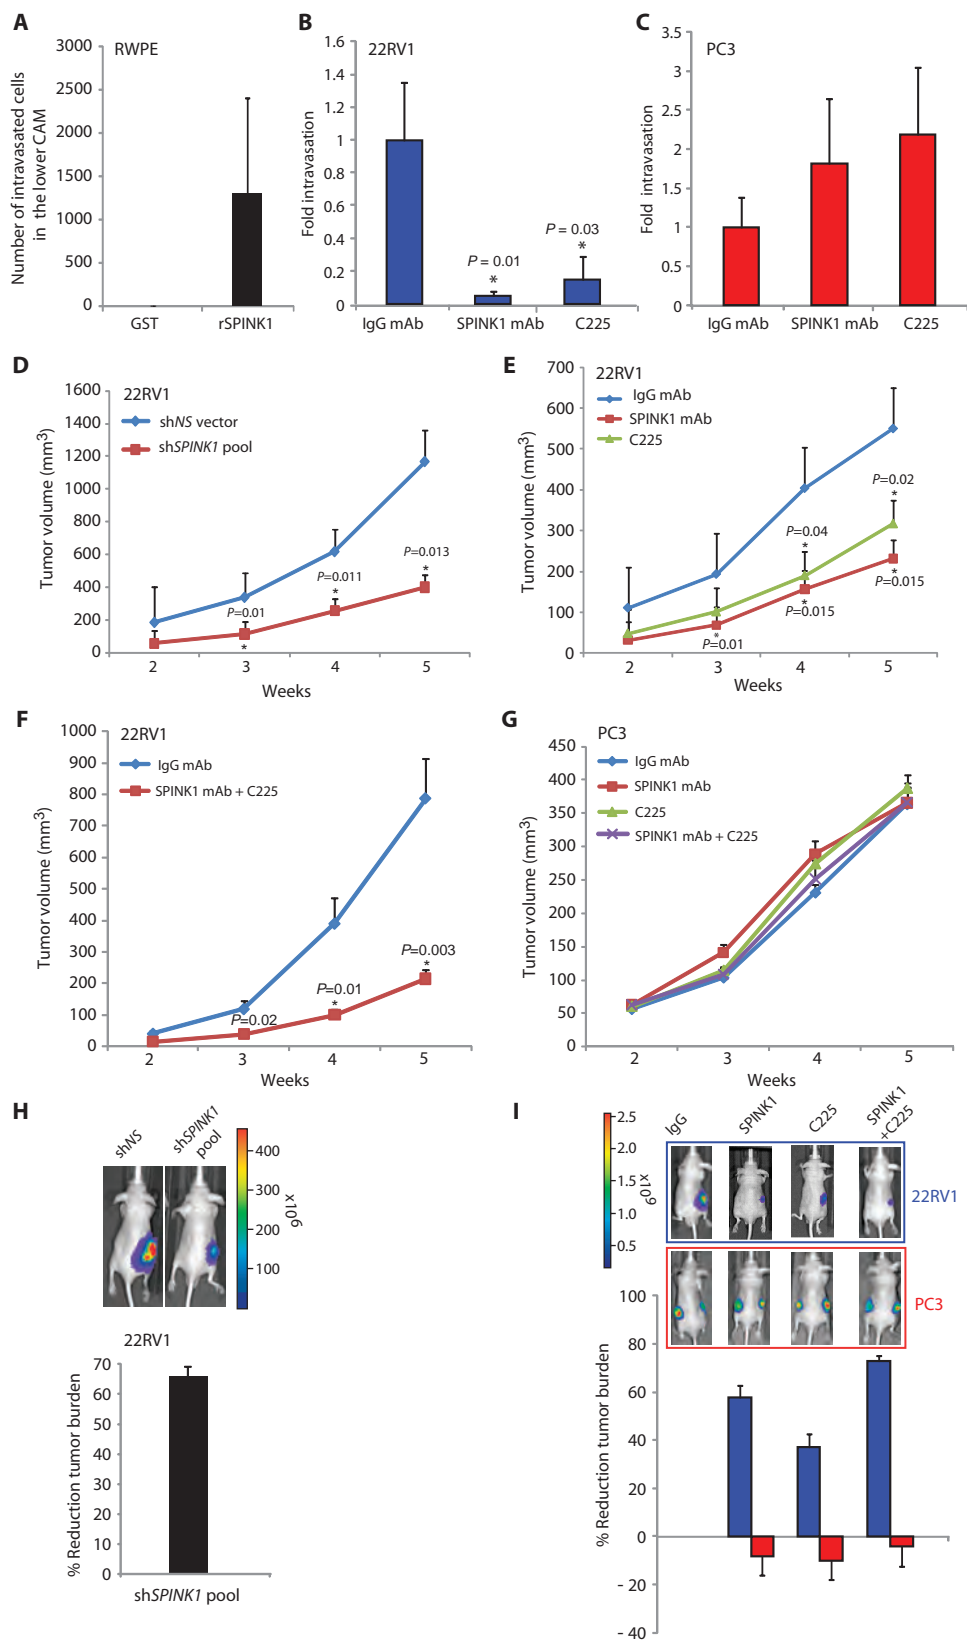 A
RWPE
Number of intravasated cells
in the lower CAM
3000
2500
2000
1500
1000
500
0
GST rSPINK1
B
22RV1
Fold intravasation
1.6
1.4
1.2
1
0.8
0.6
0.4
0.2
0
P = 0.01
*
P = 0.03
*
IgG mAb SPINK1 mAb C225
C
PC3
Fold intravasation
3.5
3
2.5
2
1.5
1
0.5
0
IgG mAb SPINK1 mAb C225
D
22RV1
shNS vector
shSPINK1 pool
Tumor volume (mm3)
1600
1400
1200
1000
800
600
400
200
0
P=0.01
*
P=0.011
*
P=0.013
*
2 3 4 5
Weeks
E
22RV1
IgG mAb
SPINK1 mAb
C225
Tumor volume (mm3)
700
600
500
400
300
200
100
0
P=0.02
*
P=0.04
*
*
P=0.015
*
P=0.015
*
P=0.01
2 3 4 5
Weeks
F
22RV1
IgG mAb
SPINK1 mAb + C225
Tumor volume (mm3)
1000
900
800
700
600
500
400
300
200
100
0
P=0.02
P=0.01
*
P=0.003
*
2 3 4 5
Weeks
G
PC3
IgG mAb
SPINK1 mAb
C225
SPINK1 mAb + C225
Tumor volume (mm3)
450
400
350
300
250
200
150
100
50
0
2 3 4 5
Weeks
H
shNS
shSPINK1
pool
400
300
200
100
x106
22RV1
% Reduction tumor burden
70
60
50
40
30
20
10
0
shSPINK1 pool
I
2.5
2.0
1.5
1.0
0.5
x109
IgG
SPINK1
C225
SPINK1
+C225
22RV1
PC3
% Reduction tumor burden
100
80
60
40
20
0
- 20
- 40